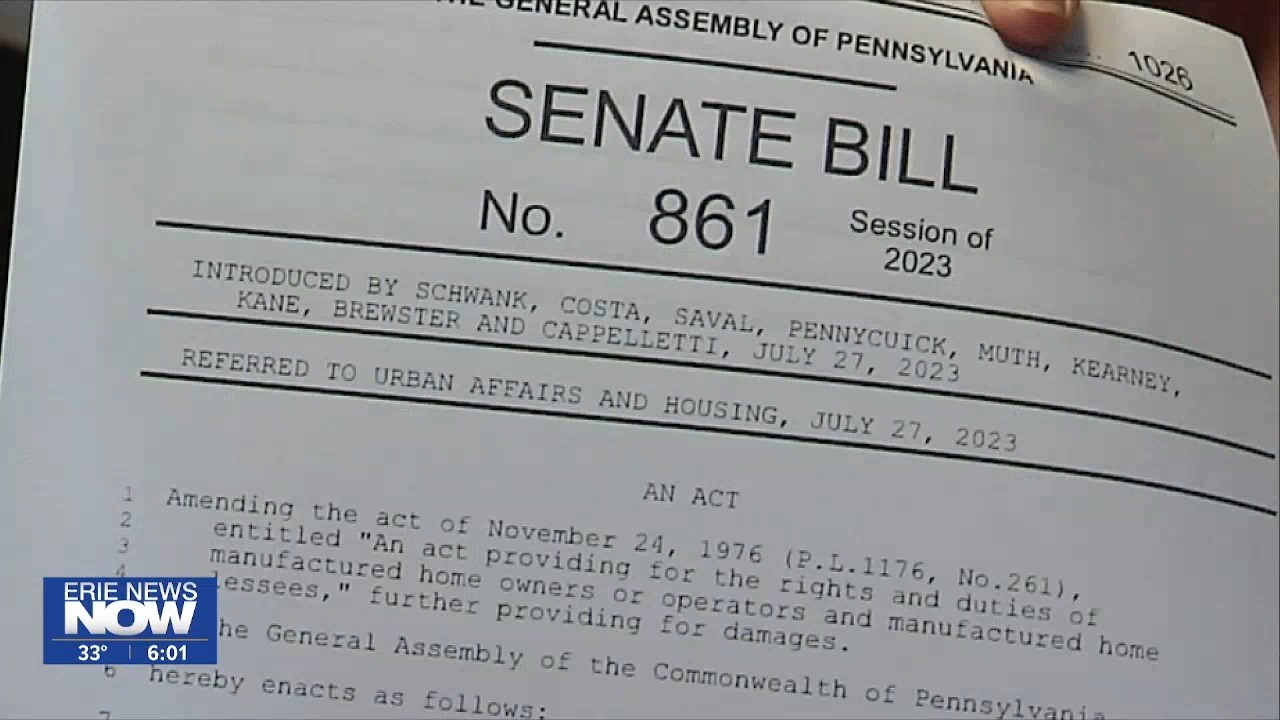 THE GENERAL ASSEMBLY OF PENNSYLVANIA
1026
SENATE BILL
No. 861 Session of
2023
INTRODUCED BY SCHWANK, COSTA, SAVAL, PENNYCUICK, MUTH, KEARNEY,
KANE, BREWSTER AND CAPPELLETTI, JULY 27, 2023
REFERRED TO URBAN AFFAIRS AND HOUSING, JULY 27, 2023
AN ACT
1 Amending the act of November 24, 1976 (P.L.1176, No.261),
2 entitled "An act providing for the rights and duties of
3 manufactured home owners or operators and manufactured home
4 lessees," further providing for damages.
he General Assembly of the Commonwealth of Pennsylvania
6 hereby enacts as follows:
7
ERIE NEWS
NOW
33° | 6:01